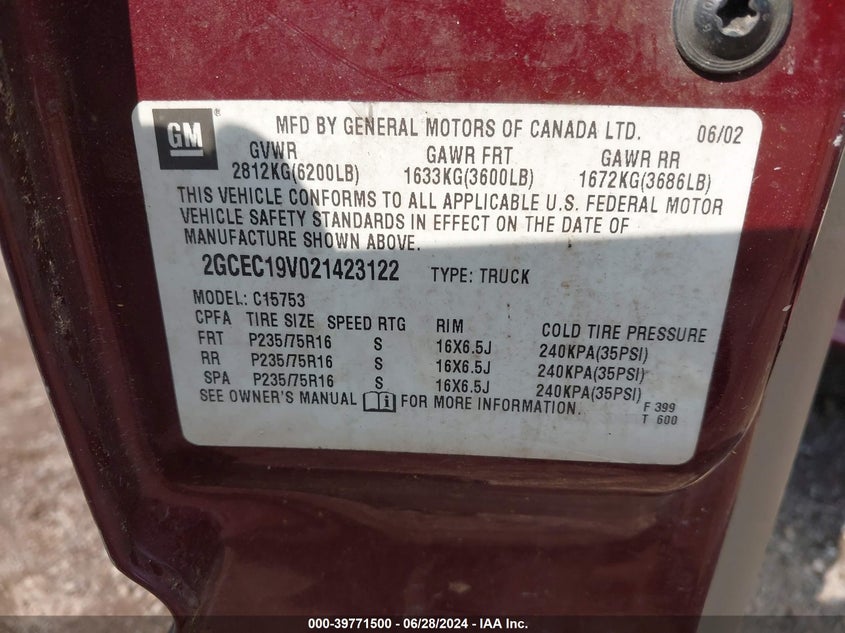 GM ®
MFD BY GENERAL MOTORS OF CANADA LTD. 06/02
GVWR GAWR FRT GAWR RR
2812KG(6200LB) 1633KG(3600LB) 1672KG(3686LB)
THIS VEHICLE CONFORMS TO ALL APPLICABLE U.S. FEDERAL MOTOR
VEHICLE SAFETY STANDARDS IN EFFECT ON THE DATE OF
MANUFACTURE SHOWN ABOVE.
2GCEC19V021423122 TYPE: TRUCK
MODEL: C15753
CPFA TIRE SIZE SPEED RTG RIM COLD TIRE PRESSURE
FRT P235/75R16 S 16X6.5J 240KPA(35PSI)
RR P235/75R16 S 16X6.5J 240KPA(35PSI)
SPA P235/75R16 S 16X6.5J 240KPA(35PSI)
SEE OWNER'S MANUAL FOR MORE INFORMATION.
F 399
T 600
000-39771500 | 06/28/2024 - IAA Inc.